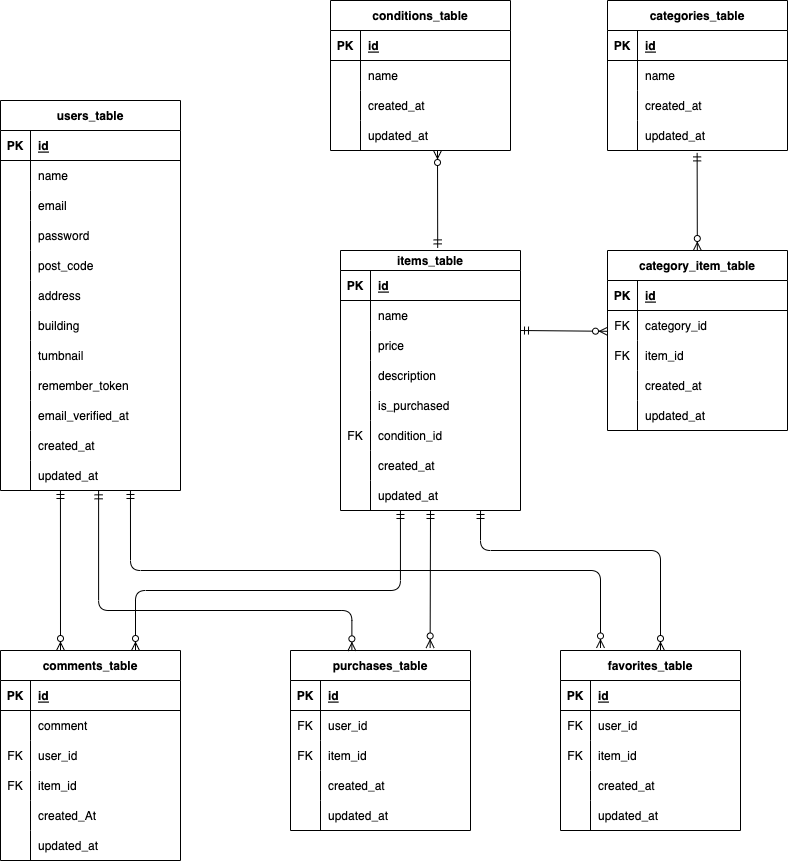 conditions_table
PK id
name
created_at
updated_at
categories_table
PK id
name
created_at
updated_at
users_table
PK id
name
email
password
post_code
address
building
tumbnail
remember_token
email_verified_at
created_at
updated_at
items_table
PK id
name
price
description
is_purchased
FK condition_id
created_at
updated_at
category_item_table
PK id
FK category_id
FK item_id
created_at
updated_at
comments_table
PK id
comment
FK user_id
FK item_id
created_At
updated_at
purchases_table
PK id
FK user_id
FK item_id
created_at
updated_at
favorites_table
PK id
FK user_id
FK item_id
created_at
updated_at